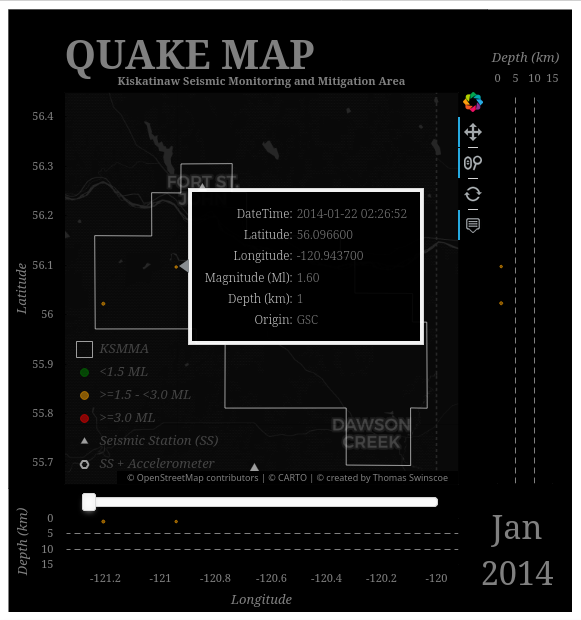 QUAKE MAP
Kiskatinaw Seismic Monitoring and Mitigation Area
Depth (km)
0 5 10 15
56.4
56.3
56.2
56.1
56
55.9
55.8
55.7
Latitude
FORT ST.
DateTime: 2014-01-22 02:26:52
Latitude: 56.096600
Longitude: -120.943700
Magnitude (Ml): 1.60
Depth (km): 1
Origin: GSC
KSMMA
<1.5 ML
>=1.5 - <3.0 ML
>=3.0 ML
Seismic Station (SS)
SS + Accelerometer
DAWSON
CREEK
© OpenStreetMap contributors | © CARTO | © created by Thomas Swinscoe
Depth (km)
0
5
10
15
-121.2 -121 -120.8 -120.6 -120.4 -120.2 -120
Longitude
Jan
2014